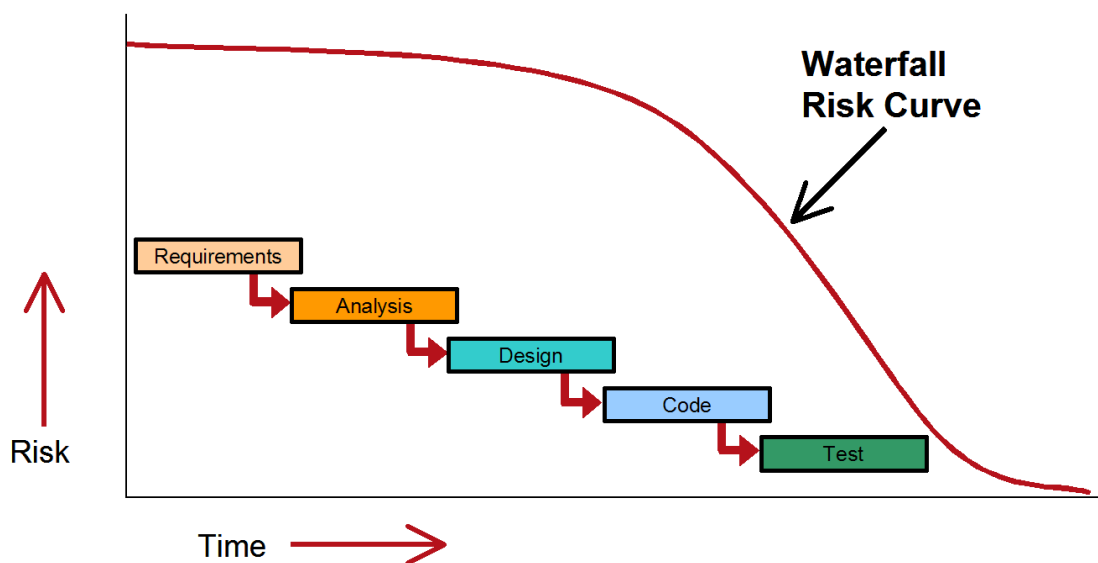 Waterfall
Risk Curve
Requirements
Analysis
Design
Code
Test
Risk
Time